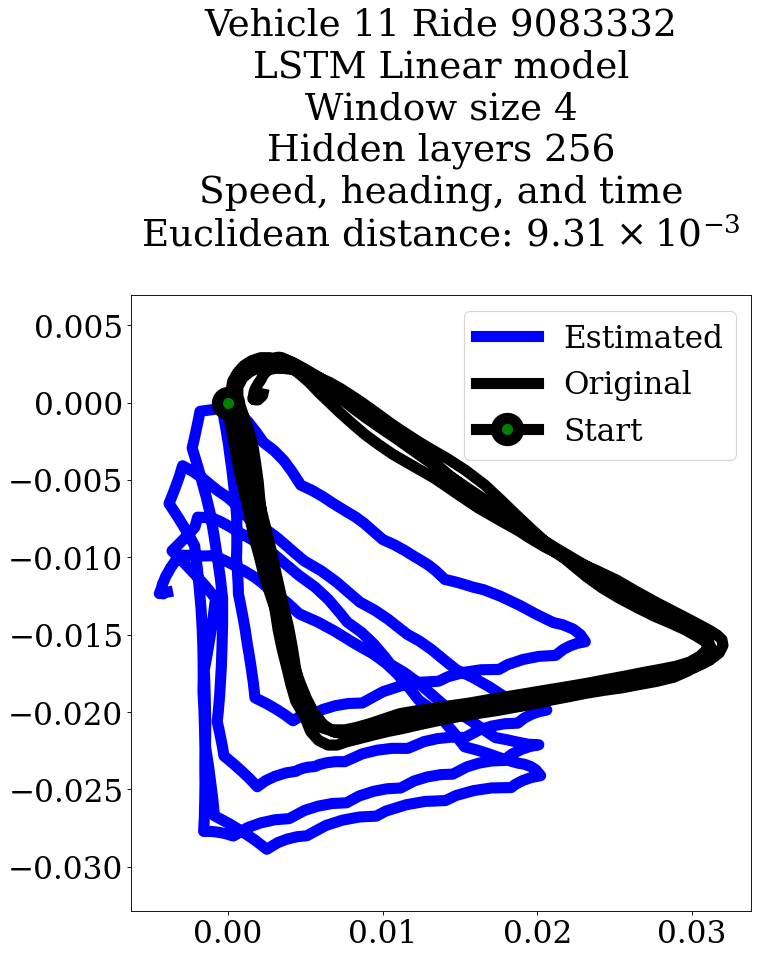 Vehicle 11 Ride 9083332
LSTM Linear model
Window size 4
Hidden layers 256
Speed, heading, and time
Euclidean distance: 9.31 × 10⁻³
Estimated
Original
Start
0.005
0.000
−0.005
−0.010
−0.015
−0.020
−0.025
−0.030
0.00 0.01 0.02 0.03